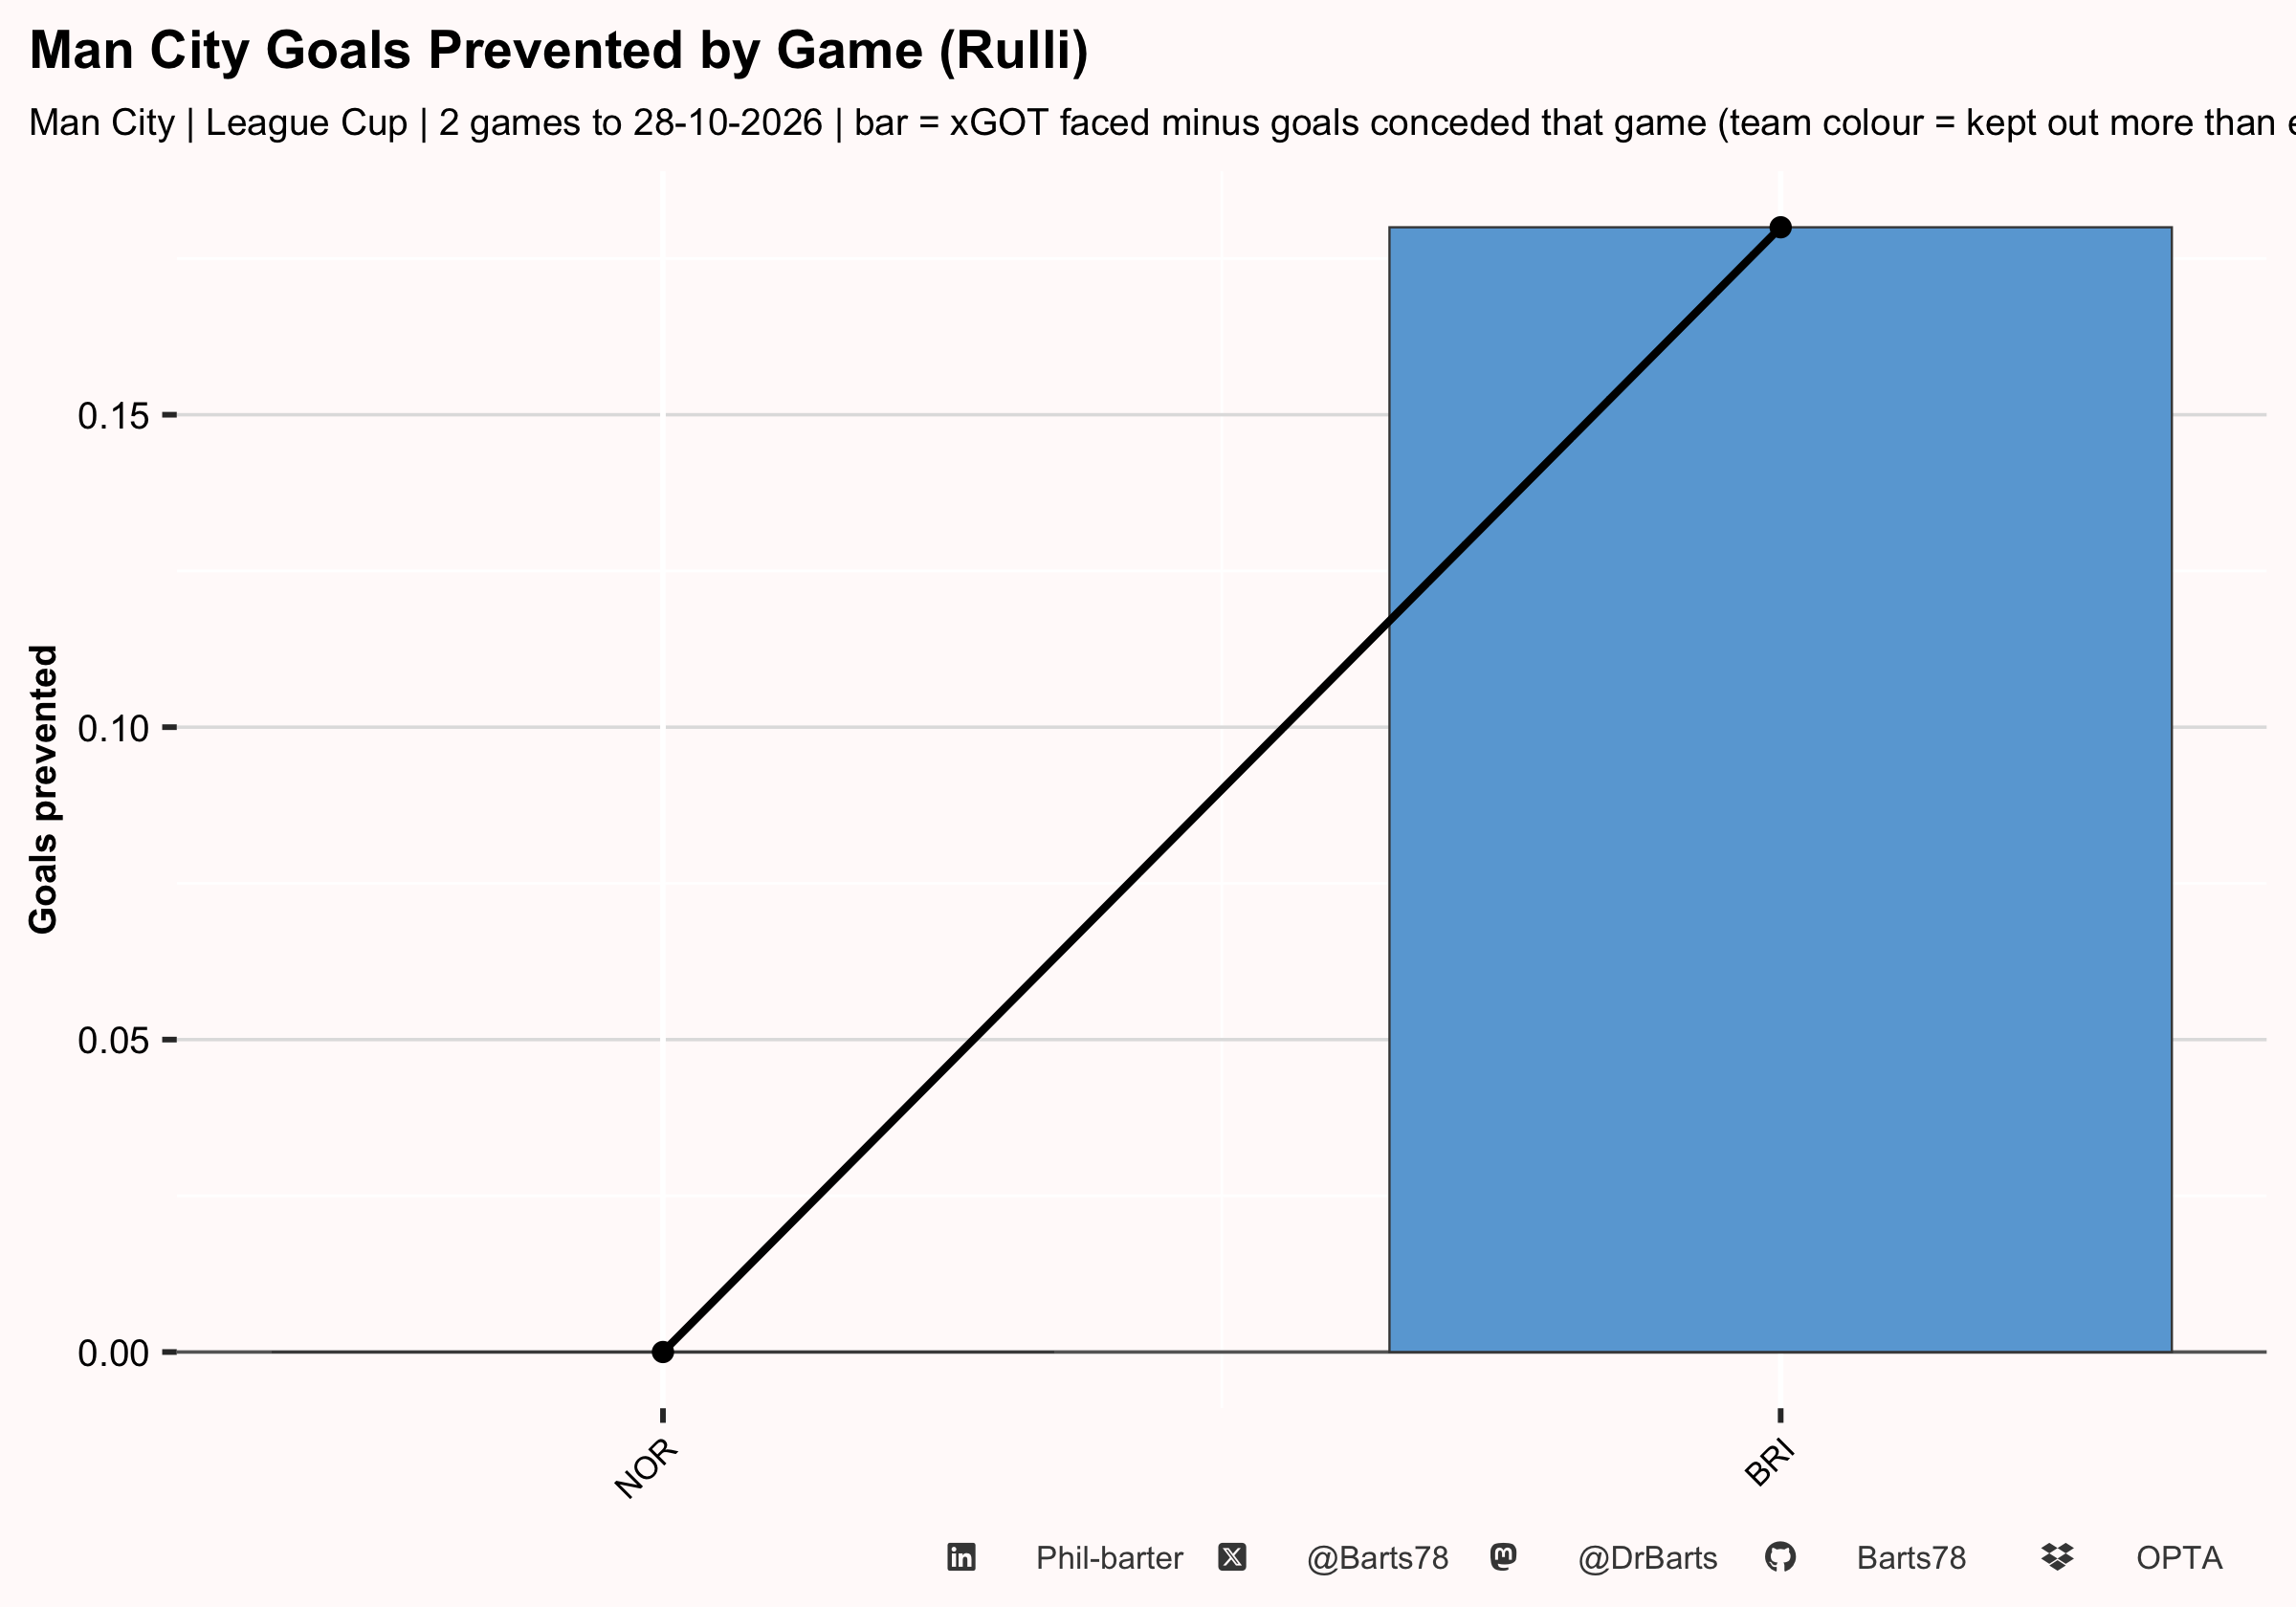 Man City Goals Prevented by Game (Rulli)
Man City | League Cup | 2 games to 28-10-2026 | bar = xGOT faced minus goals conceded that game (team colour = kept out more than
Goals prevented
0.15
0.10
0.05
0.00
NOR
BRI
Phil-barter @Barts78 @DrBarts Barts78 OPTA